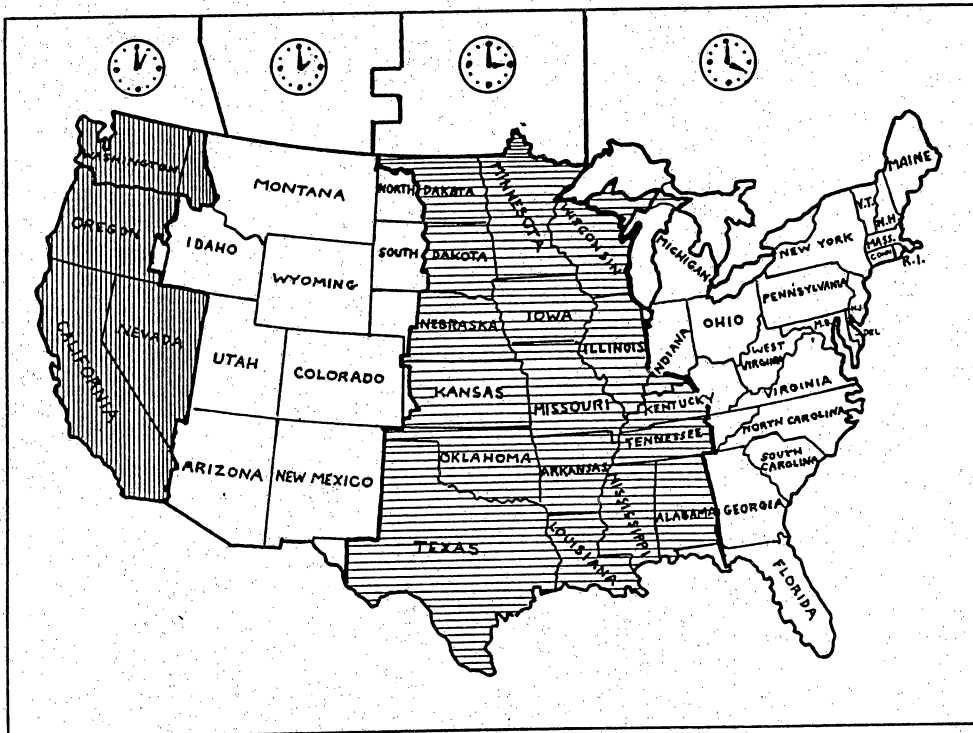 WASHINGTON
MONTANA
NORTH DAKATA
MINNESOTA
WISCONSIN
MICHIGAN
MAINE
V.T.
N.H.
MASS.
CONN
R.I.
NEW YORK
OREGON
IDAHO
WYOMING
SOUTH DAKOTA
PENNSYLVANIA
N.J.
DEL
M.D.
CALIFORNIA
NEVADA
UTAH
COLORADO
NEBRASKA
IOWA
ILLINOIS
INDIANA
OHIO
WEST
VIRGINIA
VIRGINIA
KANSAS
MISSOURI
KENTUCKY
NORTH CAROLINA
TENNESSEE
SOUTH
CAROLINA
ARIZONA
NEW MEXICO
OKLAHOMA
ARKANSAS
MISSISSIPPI
ALABAMA
GEORGIA
TEXAS
LOUISIANA
FLORIDA